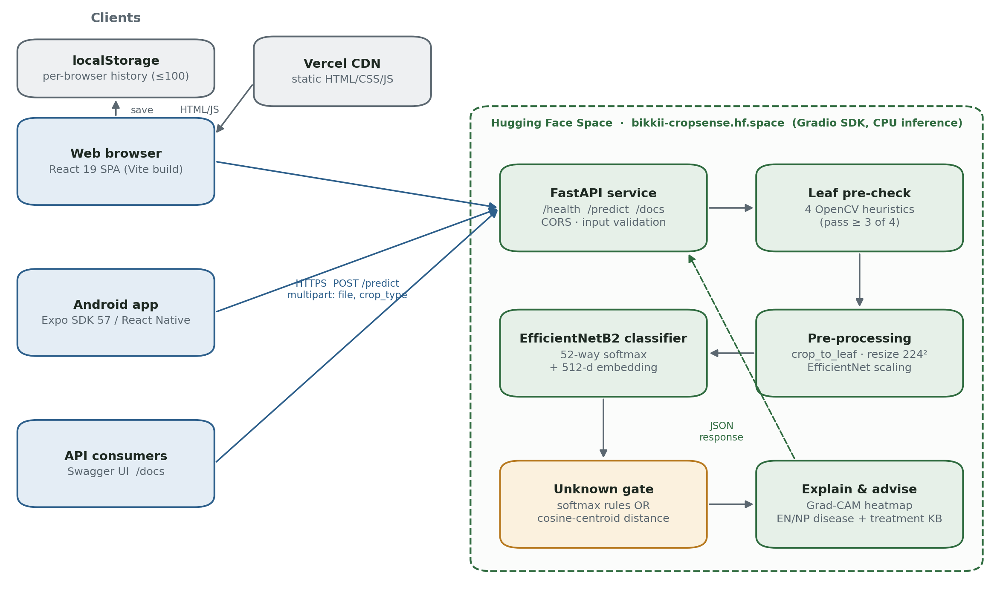 Clients
localStorage
per-browser history (≤100)
Vercel CDN
static HTML/CSS/JS
save
HTML/JS
Web browser
React 19 SPA (Vite build)
Android app
Expo SDK 57 / React Native
API consumers
Swagger UI  /docs
HTTPS  POST /predict
multipart: file, crop_type
Hugging Face Space  ·  bikkii-cropsense.hf.space  (Gradio SDK, CPU inference)
FastAPI service
/health  /predict  /docs
CORS · input validation
Leaf pre-check
4 OpenCV heuristics
(pass ≥ 3 of 4)
EfficientNetB2 classifier
52-way softmax
+ 512-d embedding
Pre-processing
crop_to_leaf · resize 224²
EfficientNet scaling
JSON
response
Unknown gate
softmax rules OR
cosine-centroid distance
Explain & advise
Grad-CAM heatmap
EN/NP disease + treatment KB